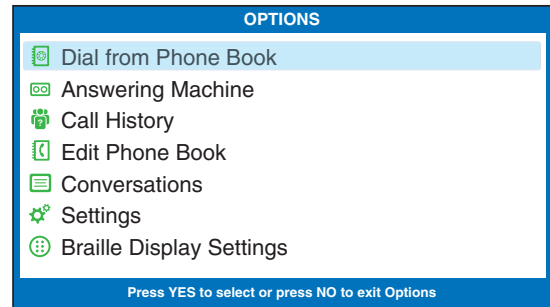 OPTIONS
Dial from Phone Book
Answering Machine
Call History
Edit Phone Book
Conversations
Settings
Braille Display Settings
Press YES to select or press NO to exit Options